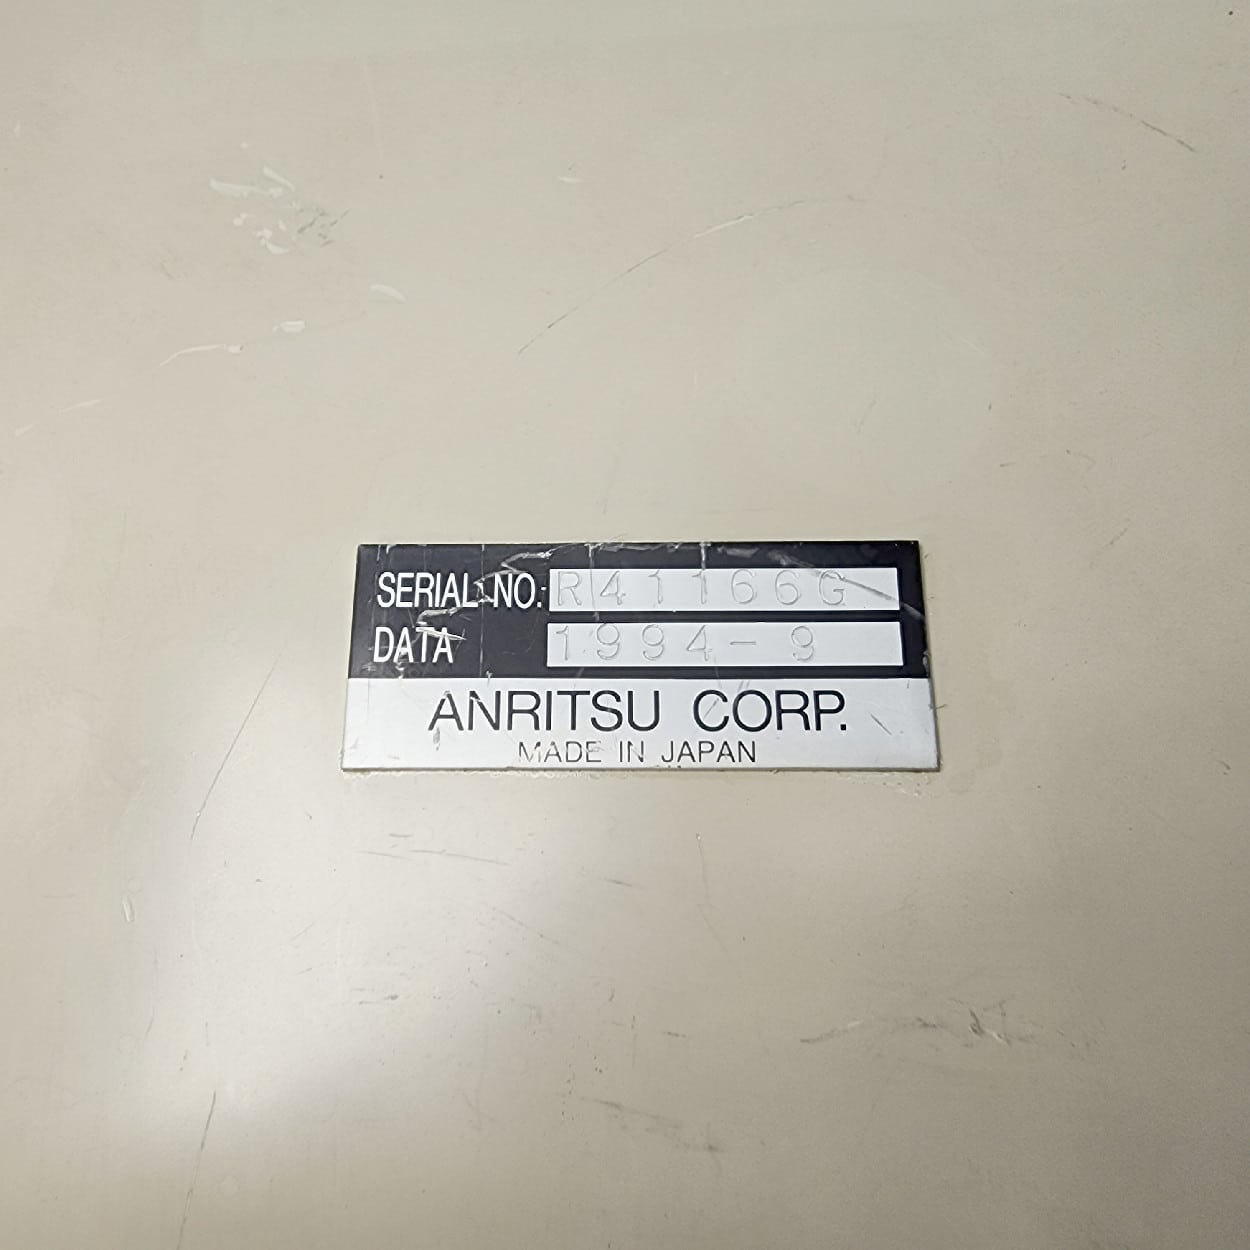 SERIAL NO.: R41166G
DATA 1994-9
ANRITSU CORP.
MADE IN JAPAN